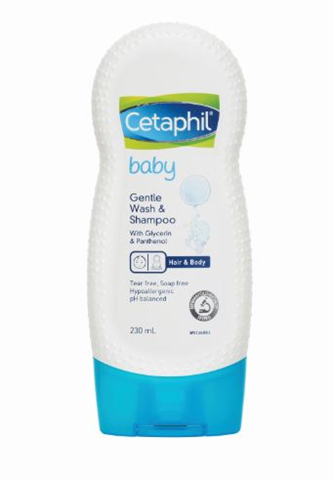 Cetaphil®
baby
Gentle
Wash &
Shampoo
With Glycerin
& Panthenol
Hair & Body
Tear free, Soap free
Hypoallergenic
pH balanced
230 mL